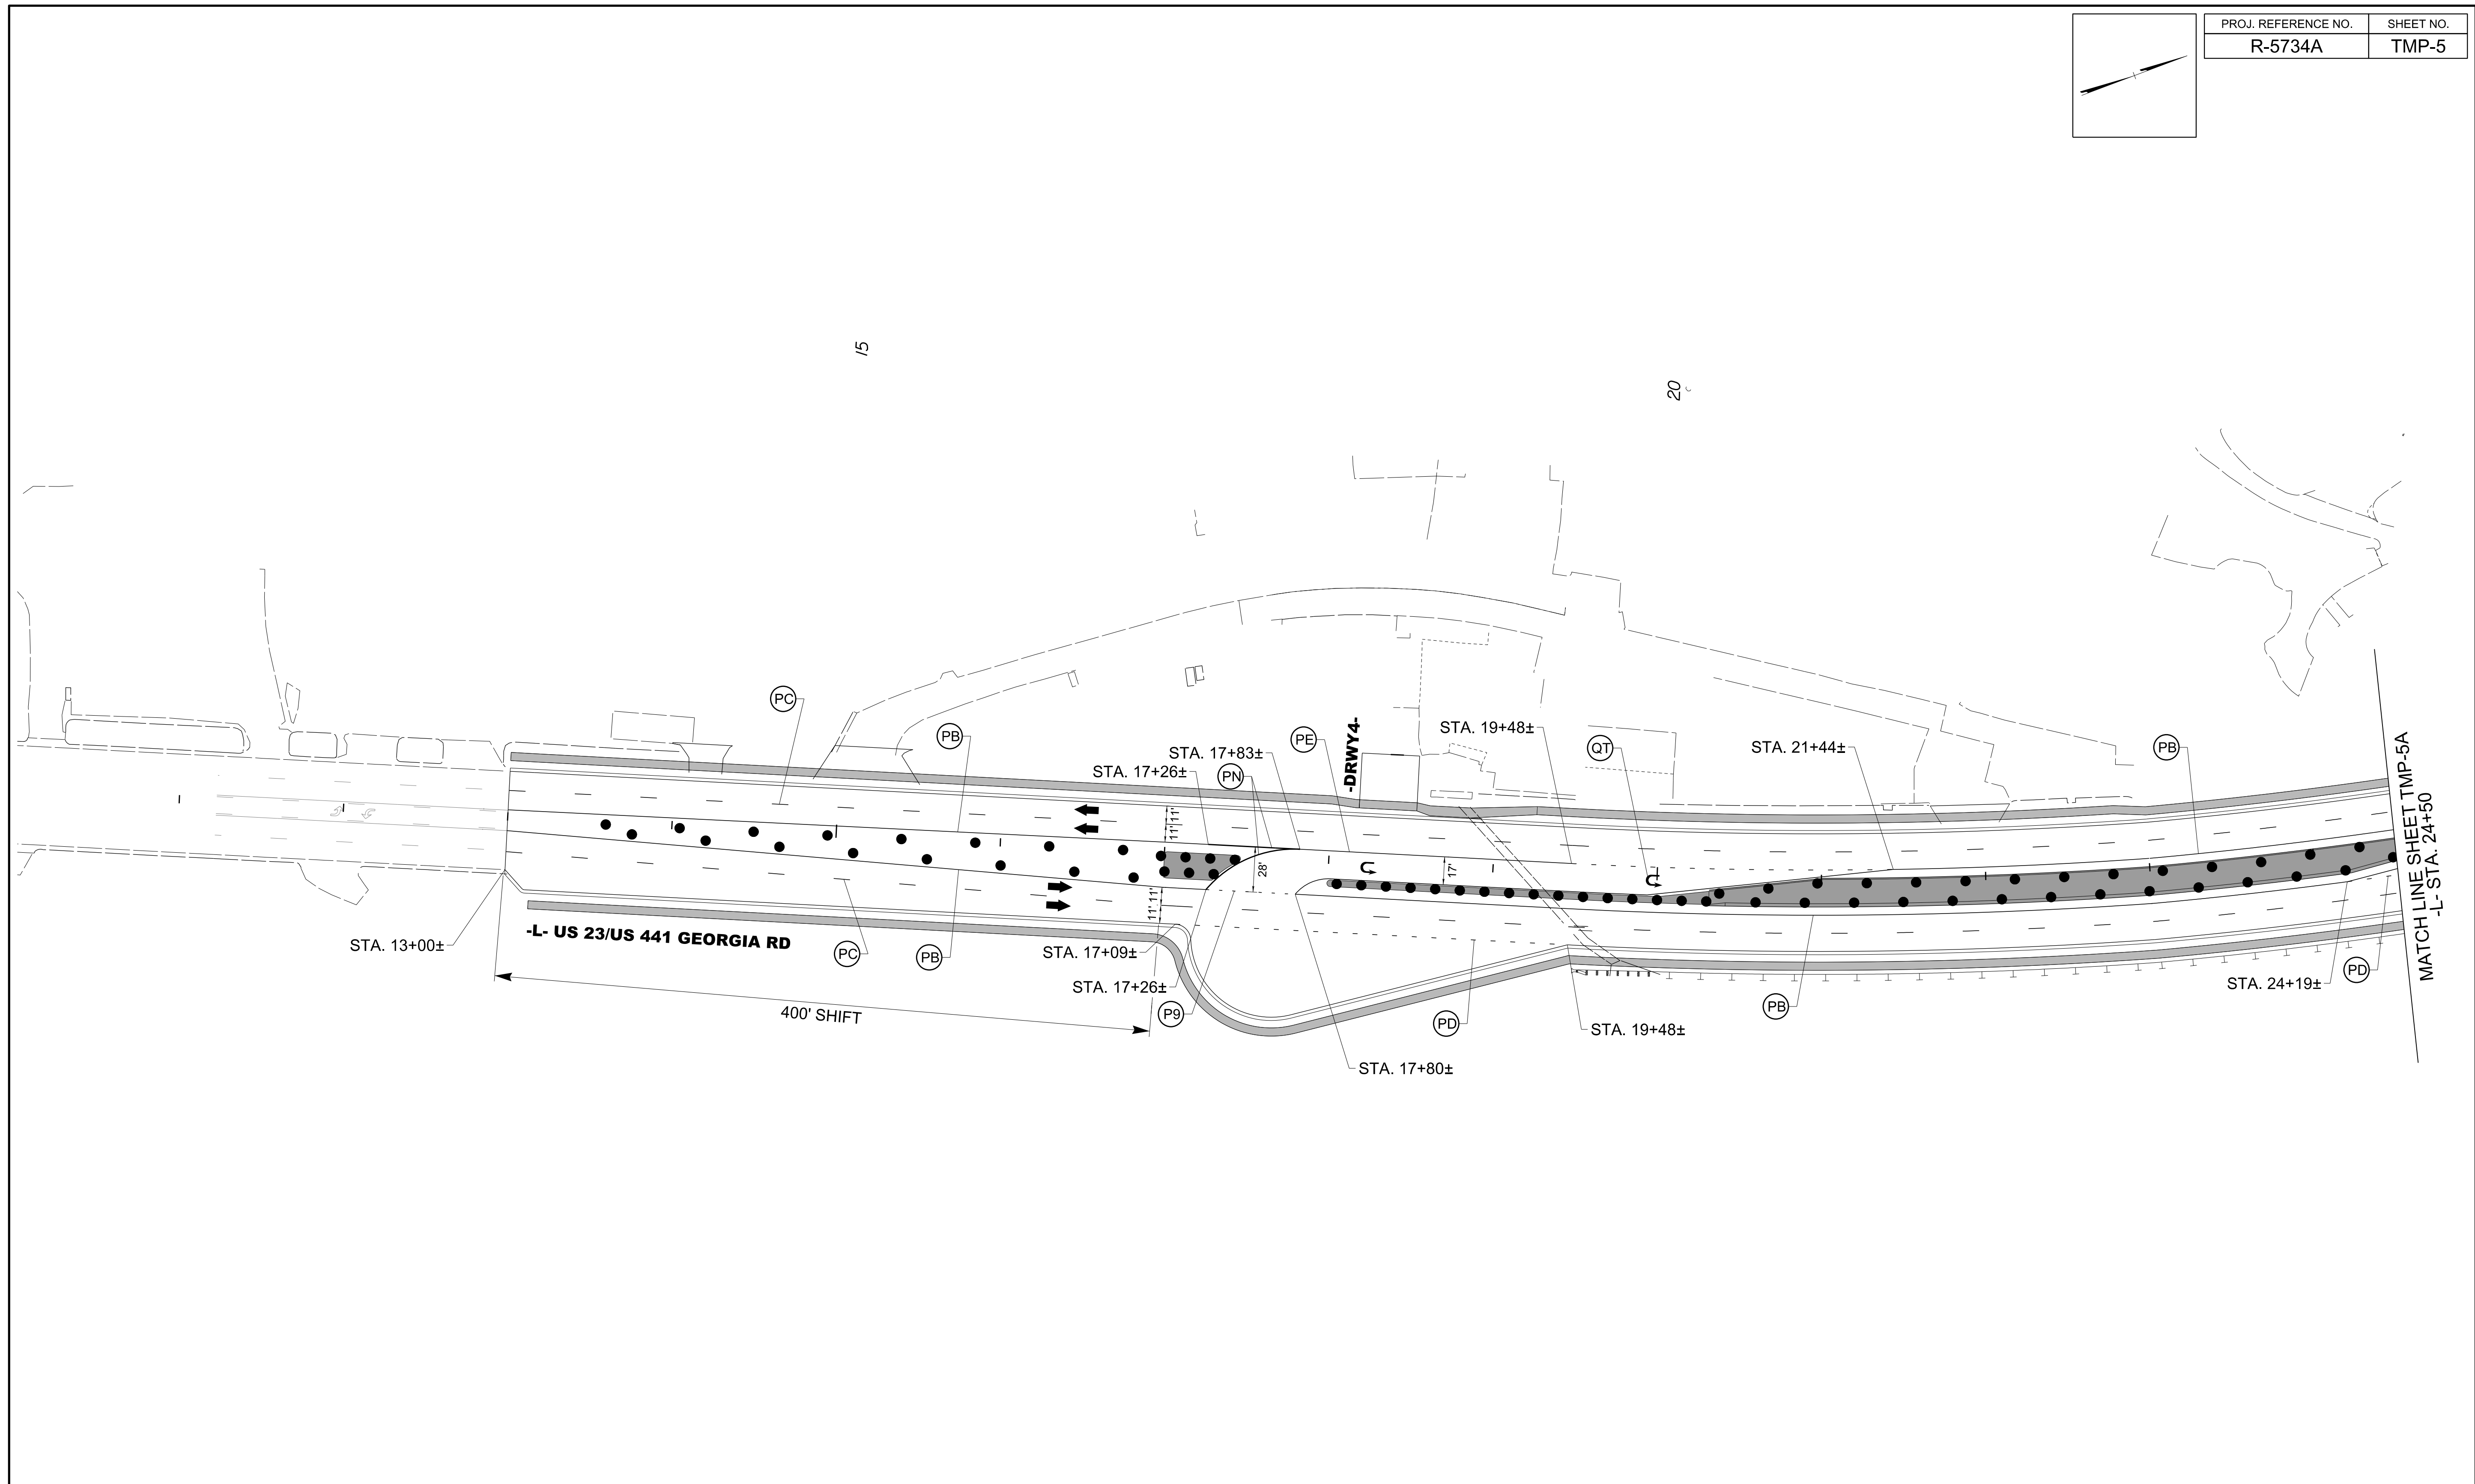 PROJ. REFERENCE NO.
SHEET NO.
R-5734A
TMP-5
15
20
PC
PB
STA. 17+26±
STA. 17+83±
PN
PE
-DRWY4-
STA. 19+48±
QT
STA. 21+44±
PB
11' 11'
28'
17'
11' 11'
STA. 13+00±
-L- US 23/US 441 GEORGIA RD
PC
PB
STA. 17+09±
STA. 17+26±
P9
400' SHIFT
PD
STA. 17+80±
STA. 19+48±
PB
STA. 24+19±
PD
MATCH LINE SHEET TMP-5A
-L- STA. 24+50